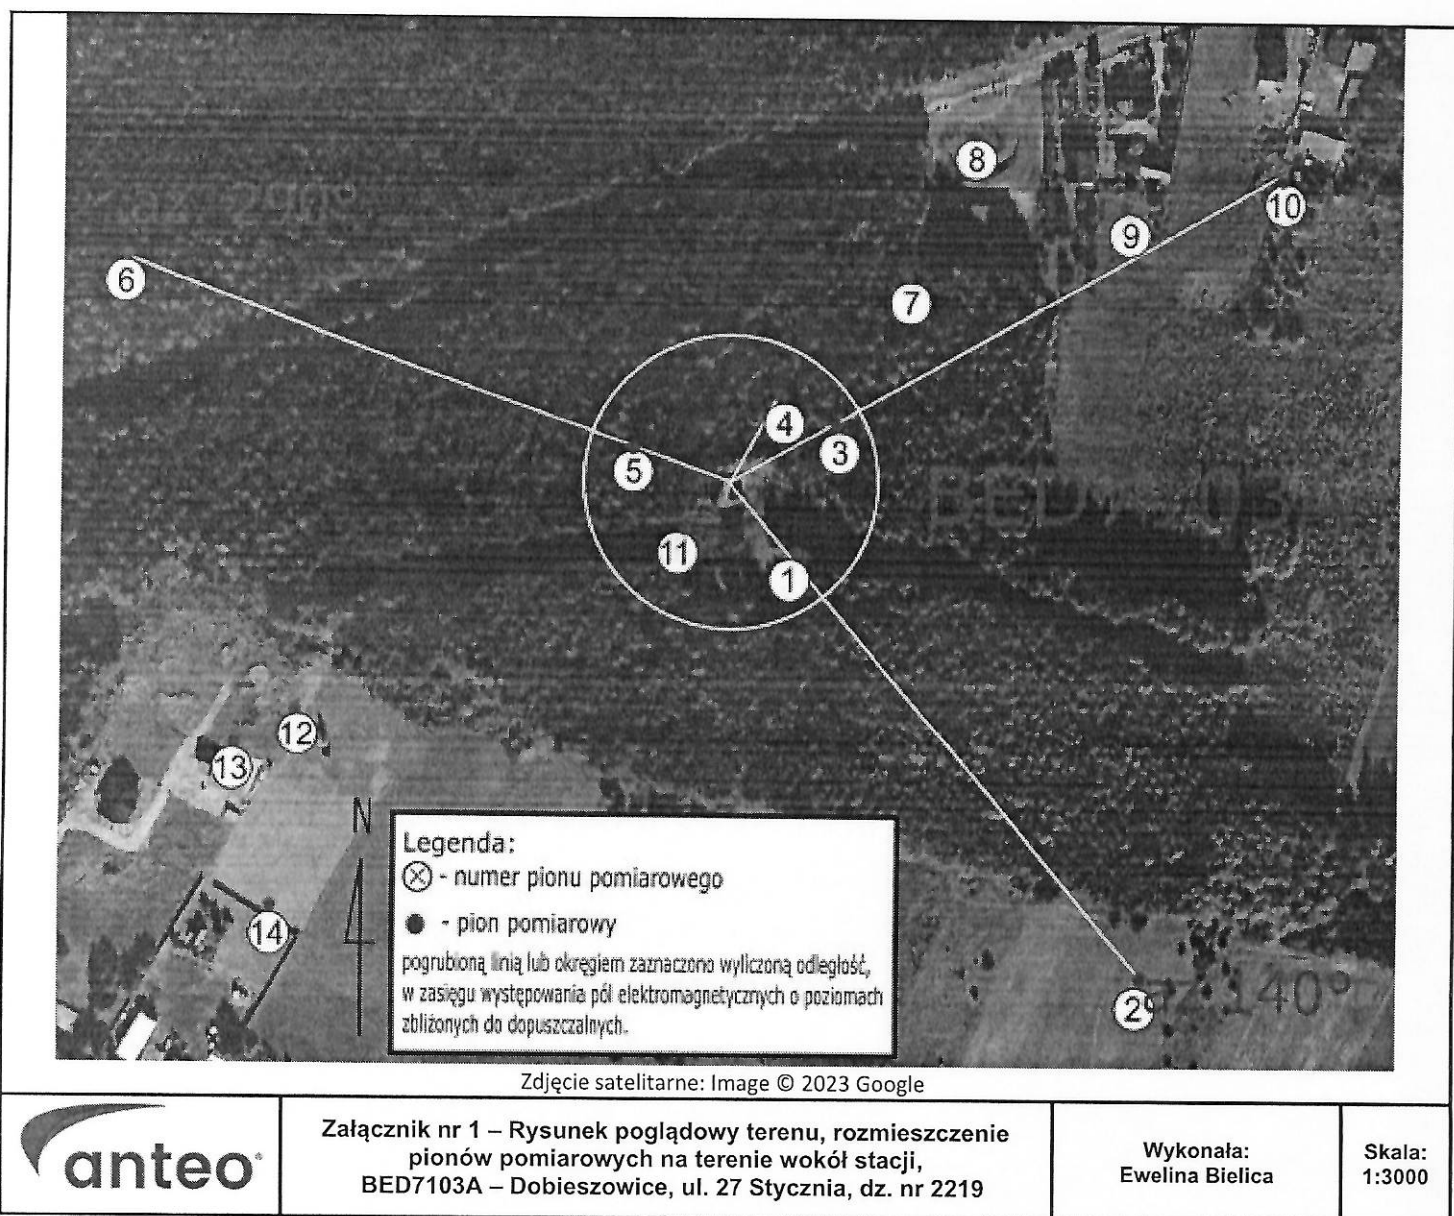 8
10
9
6
7
4
3
5
11
1
12
13
N
14
2
140°
Legenda:
- numer pionu pomiarowego
- pion pomiarowy
pogrubioną linią lub okręgiem zaznaczono wyliczoną odległość,
w zasięgu występowania pól elektromagnetycznych o poziomach
zbliżonych do dopuszczalnych.
Zdjęcie satelitarne: Image © 2023 Google
anteo
Załącznik nr 1 – Rysunek poglądowy terenu, rozmieszczenie
pionów pomiarowych na terenie wokół stacji,
BED7103A – Dobieszowice, ul. 27 Stycznia, dz. nr 2219
Wykonała:
Ewelina Bielica
Skala:
1:3000